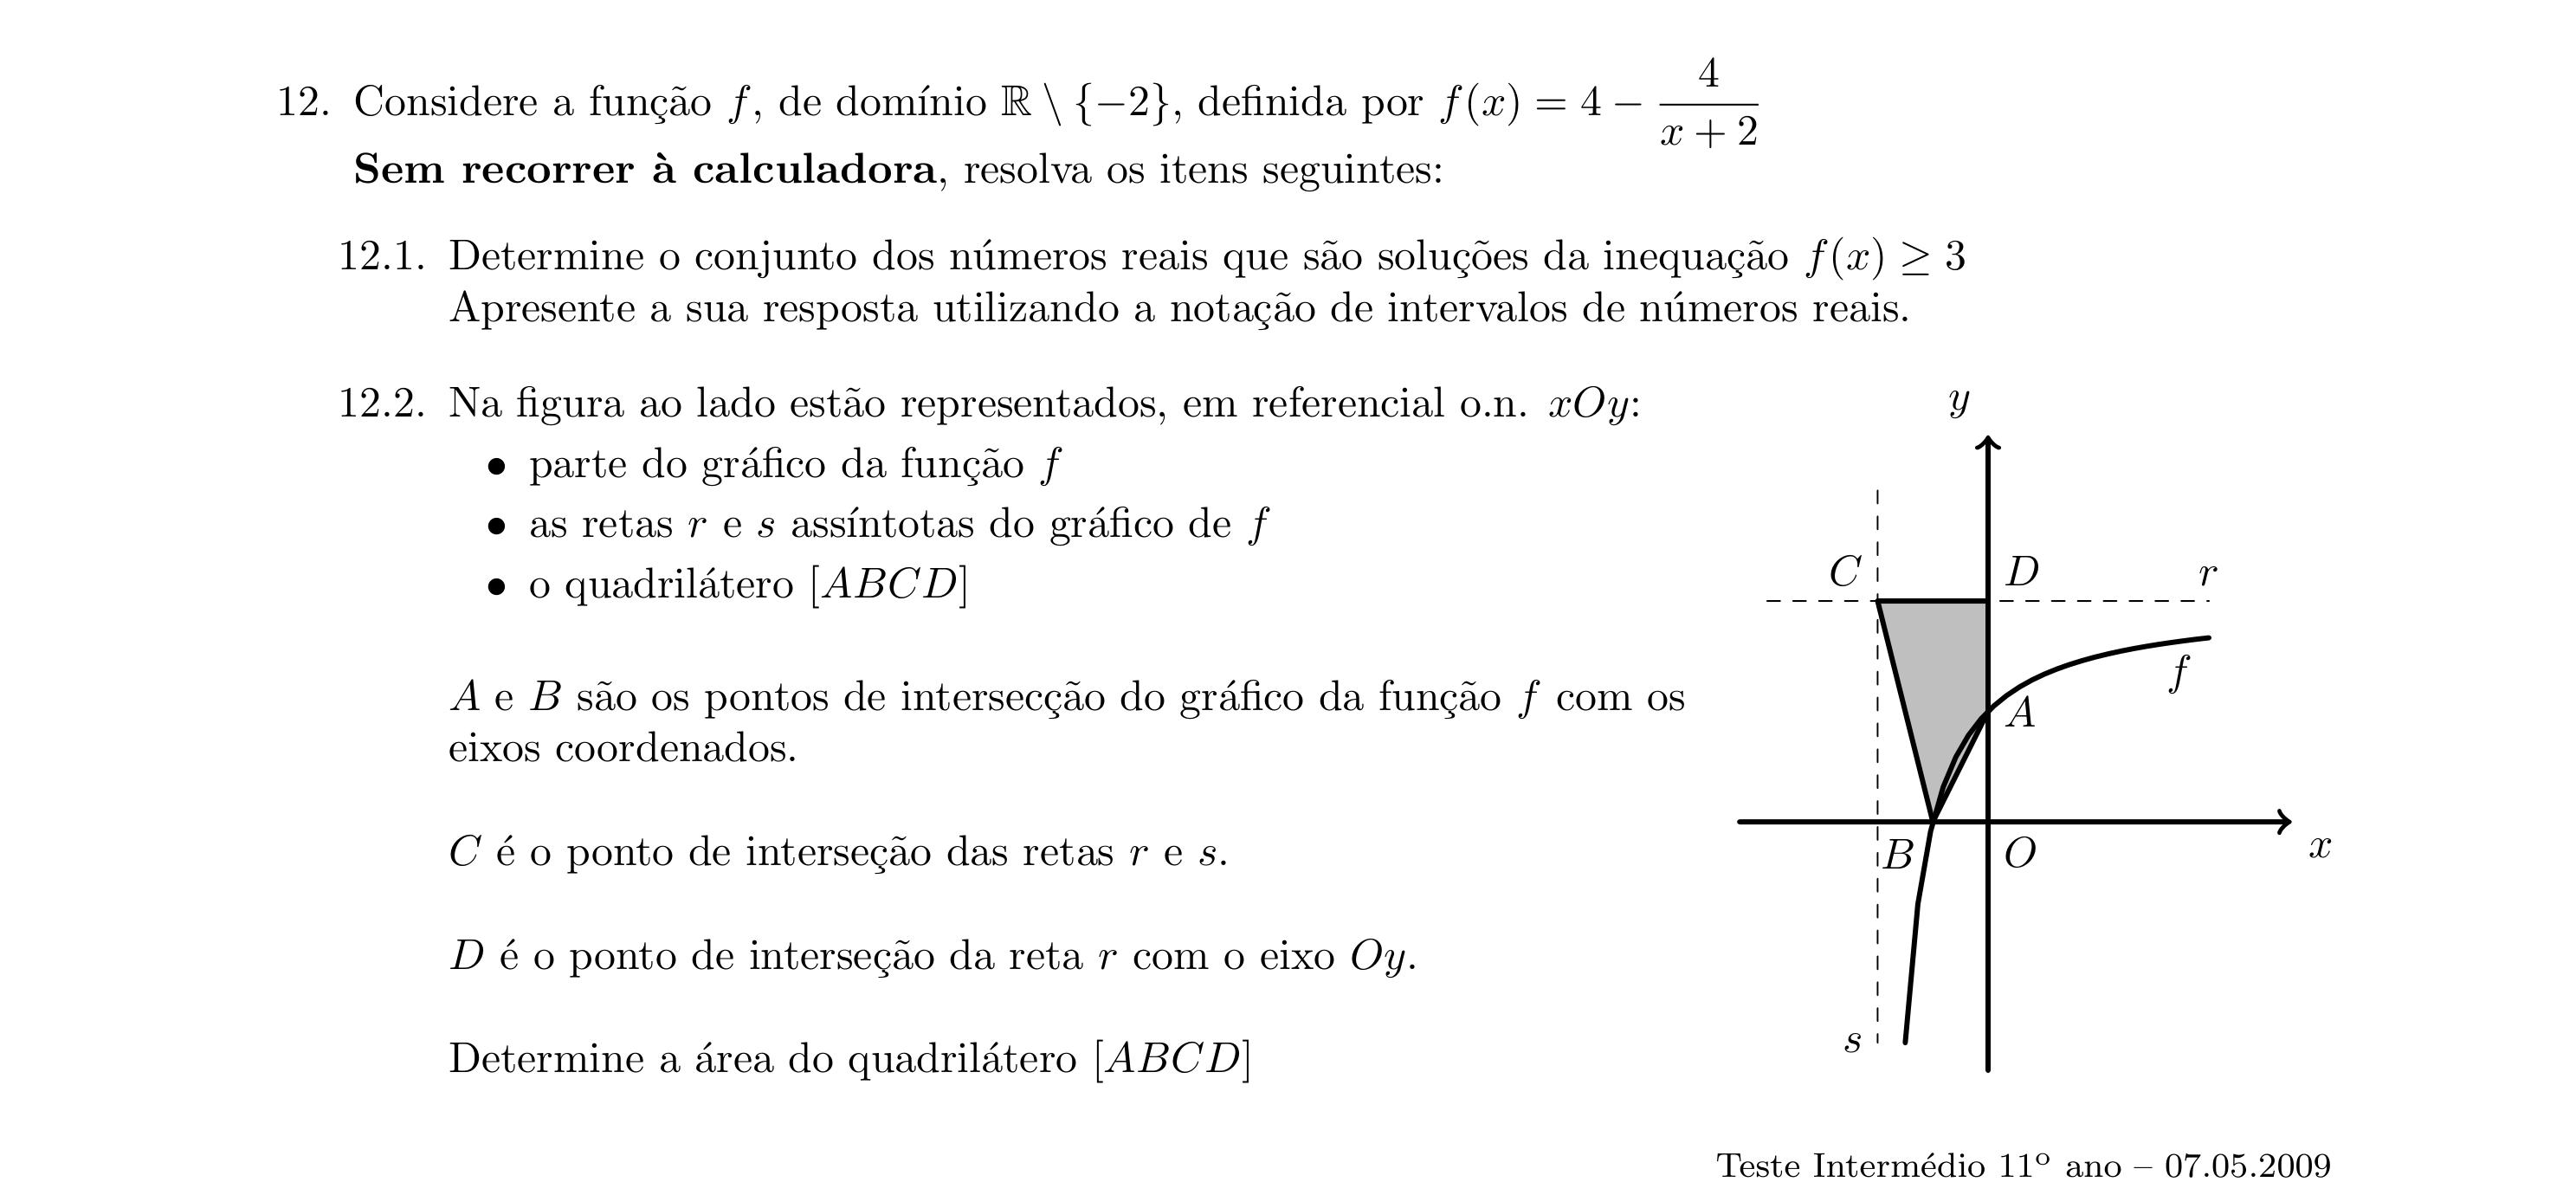 12. Considere a função f, de domínio ℝ \ {−2}, definida por f(x) = 4 − 4/(x + 2)
Sem recorrer à calculadora, resolva os itens seguintes:
12.1. Determine o conjunto dos números reais que são soluções da inequação f(x) ≥ 3
Apresente a sua resposta utilizando a notação de intervalos de números reais.
12.2. Na figura ao lado estão representados, em referencial o.n. xOy:
• parte do gráfico da função f
• as retas r e s assíntotas do gráfico de f
• o quadrilátero [ABCD]
A e B são os pontos de intersecção do gráfico da função f com os
eixos coordenados.
C é o ponto de interseção das retas r e s.
D é o ponto de interseção da reta r com o eixo Oy.
Determine a área do quadrilátero [ABCD]
y
C
D
r
f
A
B
O
x
s
Teste Intermédio 11º ano – 07.05.2009